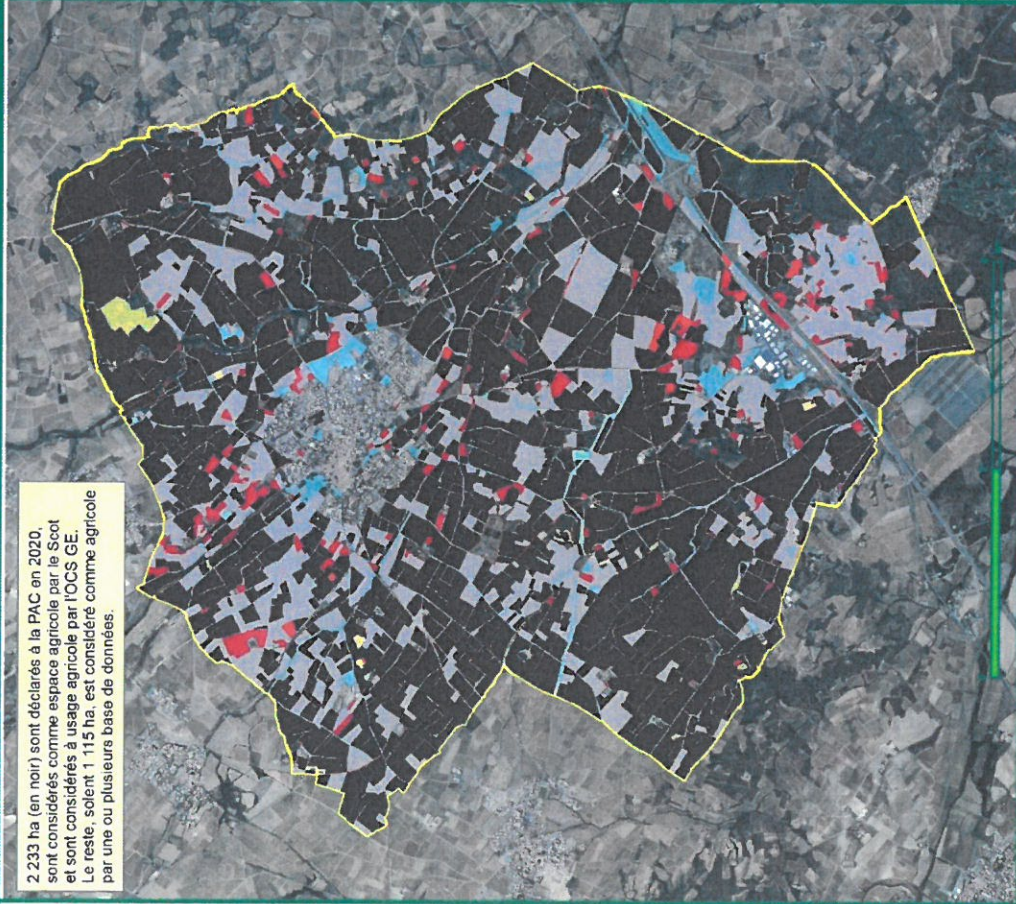 2 233 ha (en noir) sont déclarés à la PAC en 2020,
sont considérés comme espace agricole par le Scot
et sont considérés à usage agricole par l'OCS GE.
Le reste, soient 1 115 ha, est considéré comme agricole
par une ou plusieurs base de données.